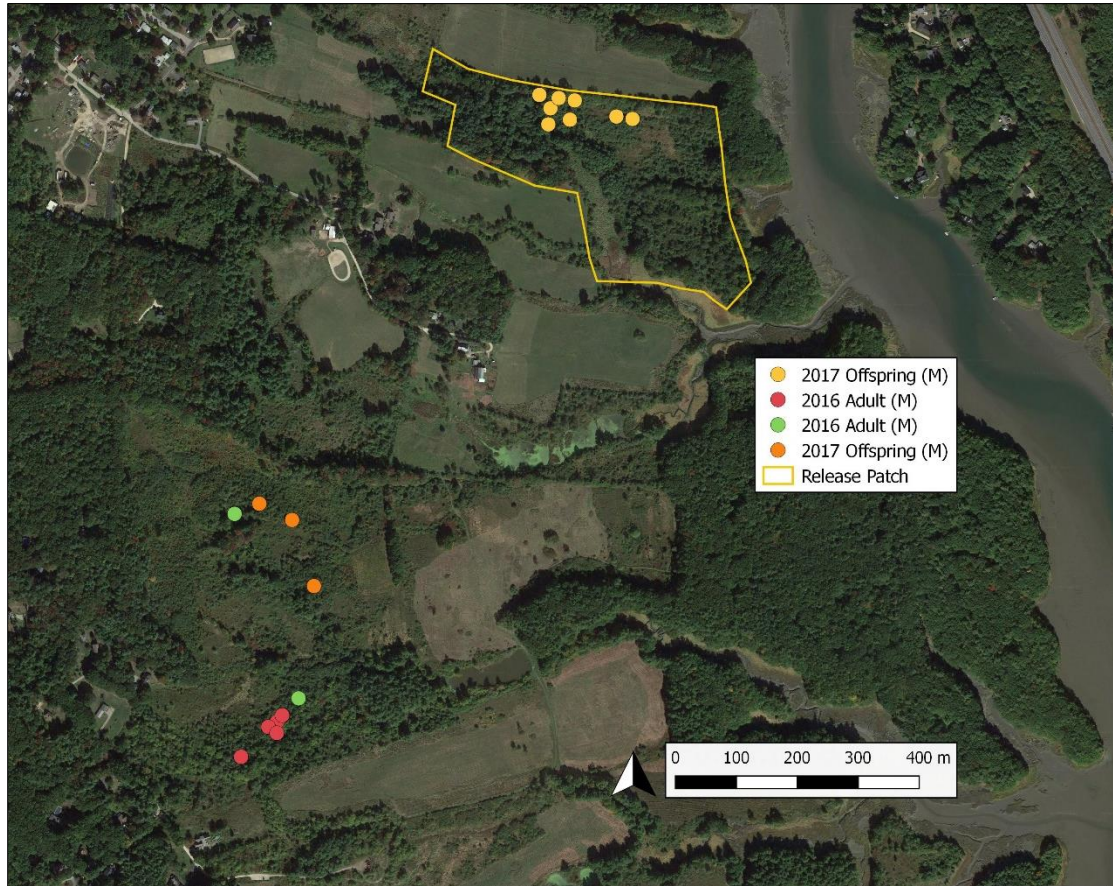 2017 Offspring (M)
2016 Adult (M)
2016 Adult (M)
2017 Offspring (M)
Release Patch
0 100 200 300 400 m